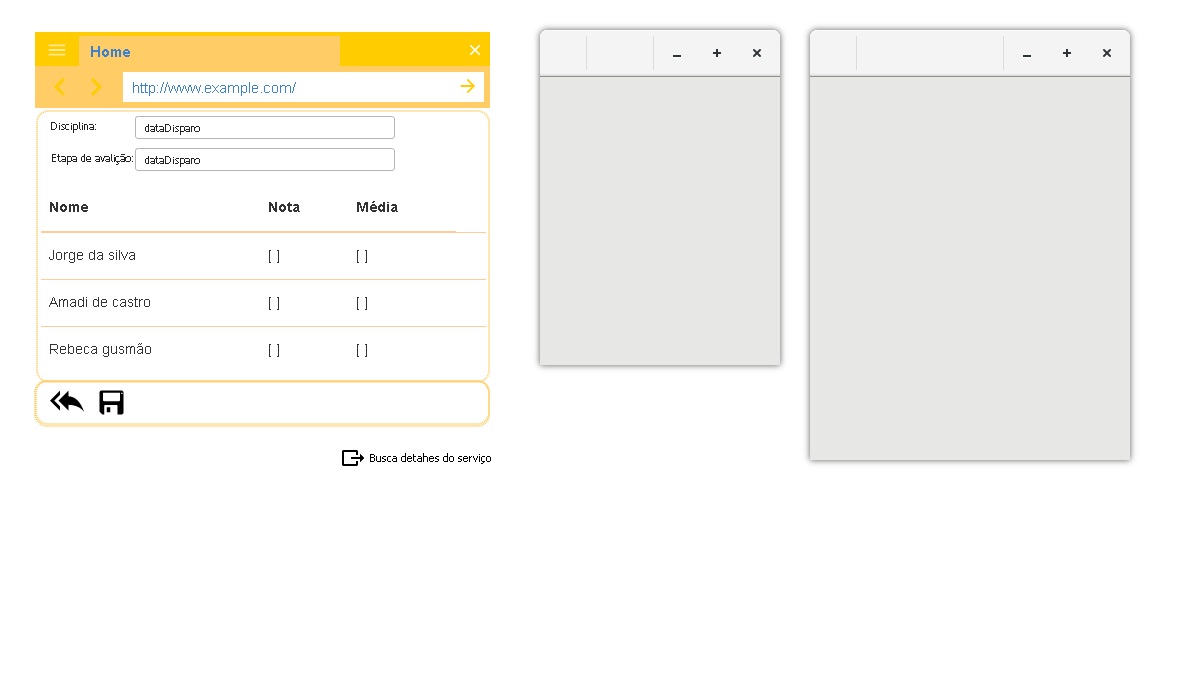 Home
http://www.example.com/
Disciplina: dataDisparo
Etapa de avalição: dataDisparo
Nome Nota Média
Jorge da silva [ ] [ ]
Amadi de castro [ ] [ ]
Rebeca gusmão [ ] [ ]
Busca detahes do serviço